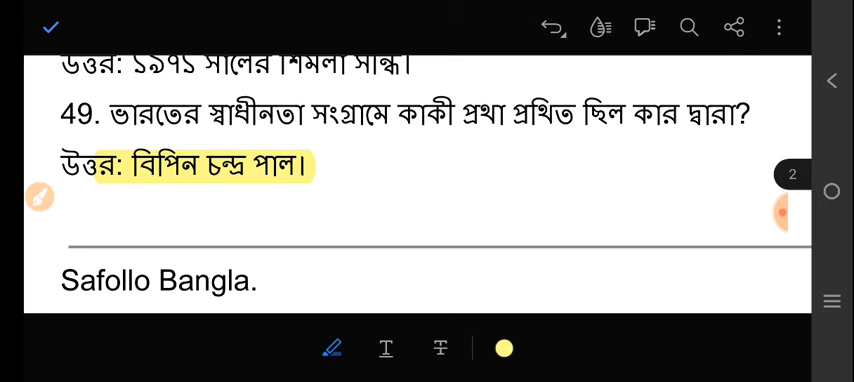 উত্তর: ১৯৭১ সালের শিমলা সন্ধি।
49. ভারতের স্বাধীনতা সংগ্রামে কাকী প্রথা প্রথিত ছিল কার দ্বারা?
উত্তর: বিপিন চন্দ্র পাল।
2
Safollo Bangla.